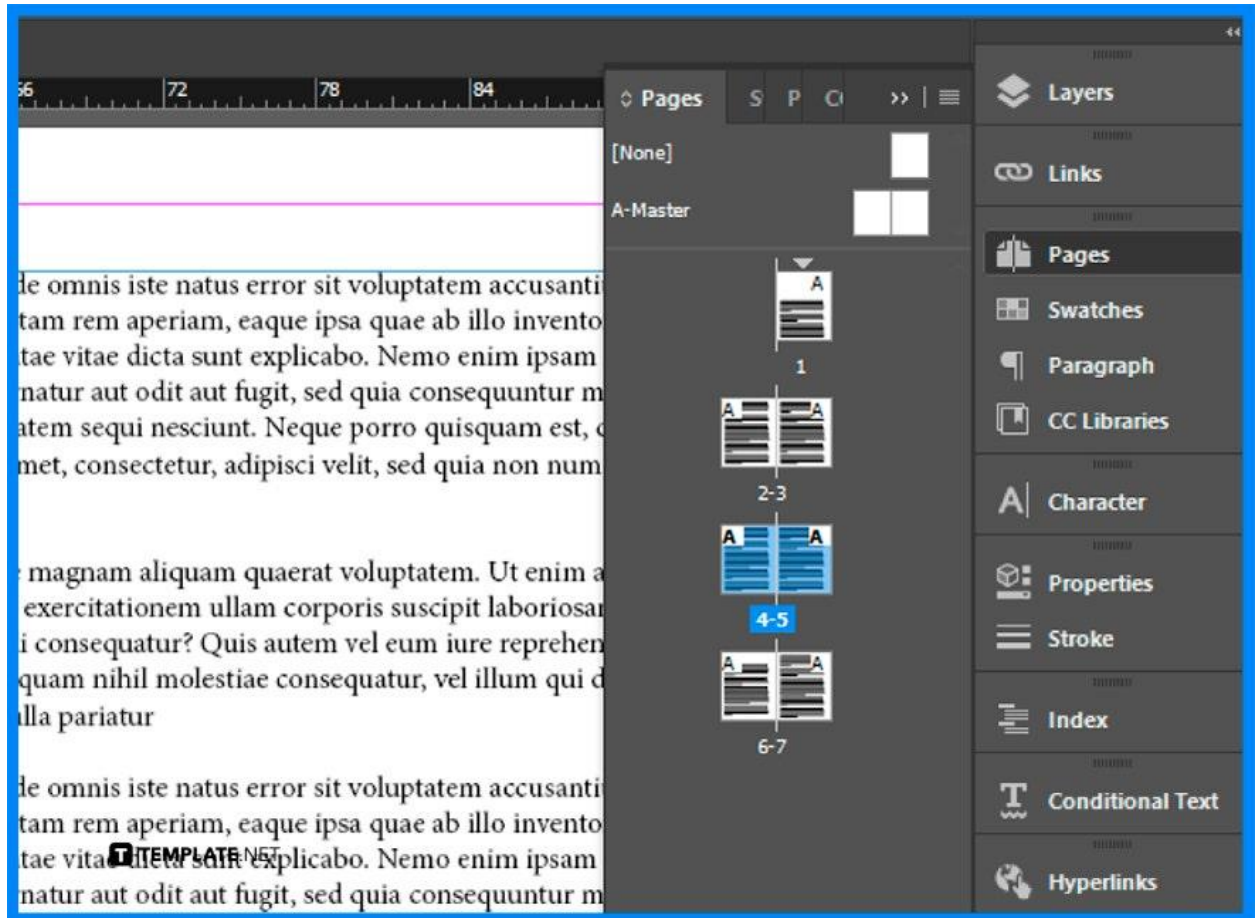 66 72 78 84
Pages S P
[None]
A-Master
A
1
A A
2-3
A A
4-5
A A
6-7
de omnis iste natus error sit voluptatem accusanti
tam rem aperiam, eaque ipsa quae ab illo invento
tae vitae dicta sunt explicabo. Nemo enim ipsam
natur aut odit aut fugit, sed quia consequuntur m
atem sequi nesciunt. Neque porro quisquam est,
met, consectetur, adipisci velit, sed quia non num
magnam aliquam quaerat voluptatem. Ut enim a
exercitationem ullam corporis suscipit laboriosa
i consequatur? Quis autem vel eum iure reprehen
quam nihil molestiae consequatur, vel illum qui d
lla pariatur
de omnis iste natus error sit voluptatem accusanti
tam rem aperiam, eaque ipsa quae ab illo invento
tae vitae dicta sunt explicabo. Nemo enim ipsam
natur aut odit aut fugit, sed quia consequuntur m
T TEMPLATE.NET
Layers
Links
Pages
Swatches
Paragraph
CC Libraries
Character
Properties
Stroke
Index
Conditional Text
Hyperlinks